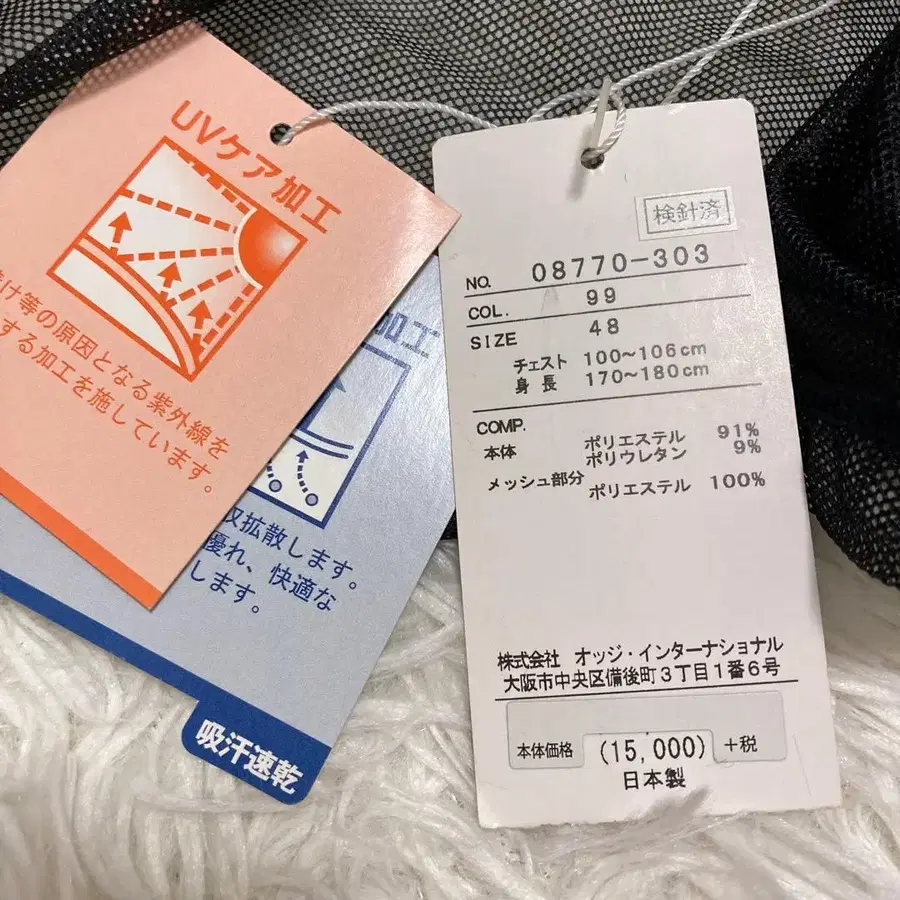 UVケア加工
け等の原因となる紫外線を
する加工を施しています。
加工
拡散します。
優れ、快適な
します。
吸汗速乾
検針済
NO. 08770-303
COL. 99
SIZE 48
チェスト 100~106cm
身長 170~180cm
COMP.
本体 ポリエステル 91%
ポリウレタン 9%
メッシュ部分 ポリエステル 100%
株式会社 オッジ・インターナショナル
大阪市中央区備後町3丁目1番6号
本体価格 (15,000) +税
日本製